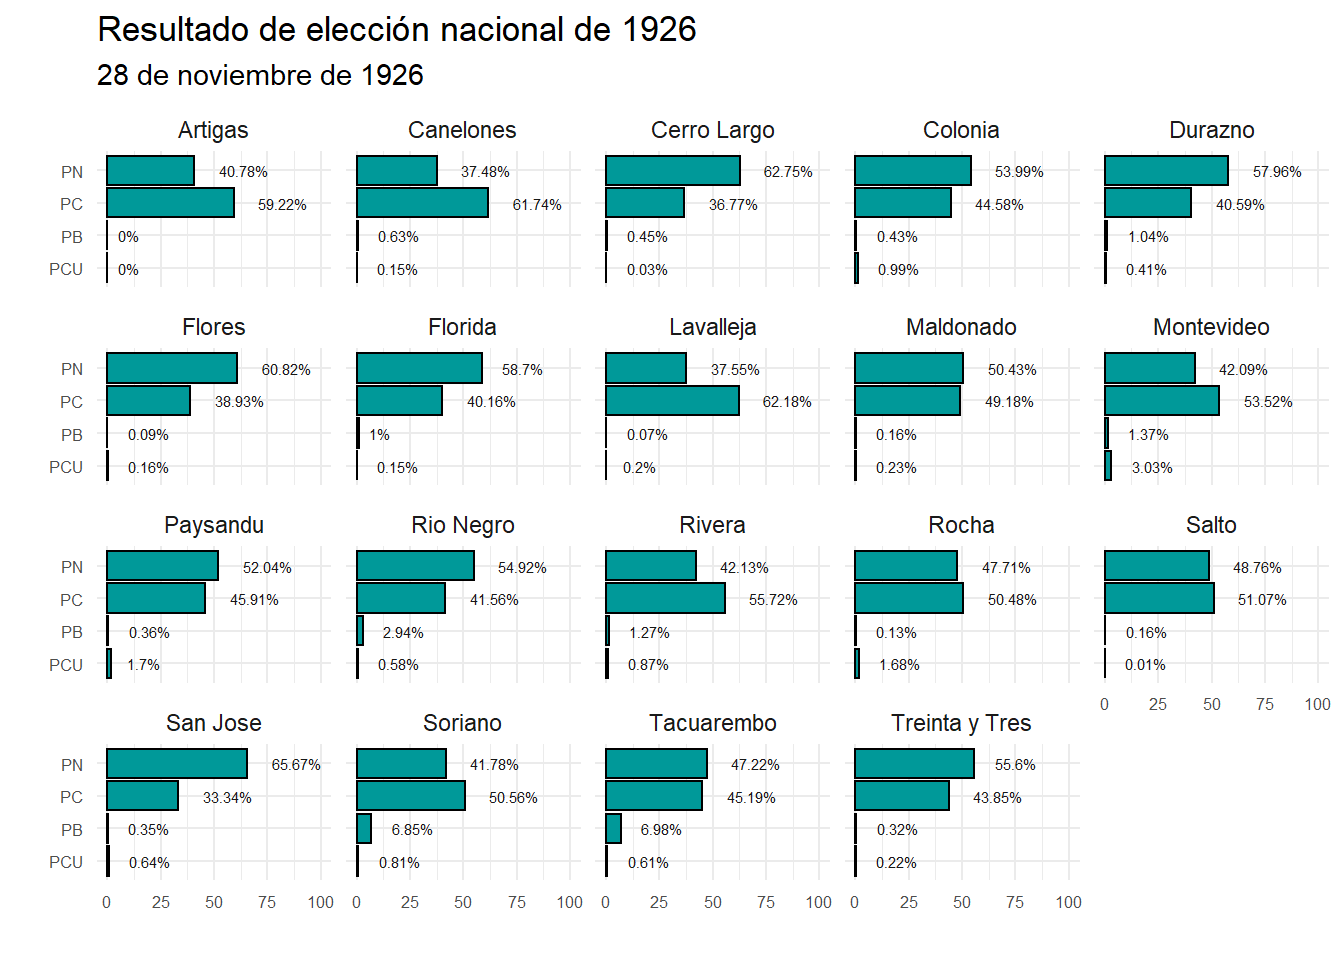 Resultado de elección nacional de 1926
28 de noviembre de 1926
Artigas Canelones Cerro Largo Colonia Durazno
PN 40.78% 37.48% 62.75% 53.99% 57.96%
PC 59.22% 61.74% 36.77% 44.58% 40.59%
PB 0% 0.63% 0.45% 0.43% 1.04%
PCU 0% 0.15% 0.03% 0.99% 0.41%
Flores Florida Lavalleja Maldonado Montevideo
PN 60.82% 58.7% 37.55% 50.43% 42.09%
PC 38.93% 40.16% 62.18% 49.18% 53.52%
PB 0.09% 1% 0.07% 0.16% 1.37%
PCU 0.16% 0.15% 0.2% 0.23% 3.03%
Paysandu Rio Negro Rivera Rocha Salto
PN 52.04% 54.92% 42.13% 47.71% 48.76%
PC 45.91% 41.56% 55.72% 50.48% 51.07%
PB 0.36% 2.94% 1.27% 0.13% 0.16%
PCU 1.7% 0.58% 0.87% 1.68% 0.01%
0 25 50 75 100
San Jose Soriano Tacuarembo Treinta y Tres
PN 65.67% 41.78% 47.22% 55.6%
PC 33.34% 50.56% 45.19% 43.85%
PB 0.35% 6.85% 6.98% 0.32%
PCU 0.64% 0.81% 0.61% 0.22%
0 25 50 75 100 0 25 50 75 100 0 25 50 75 100 0 25 50 75 100